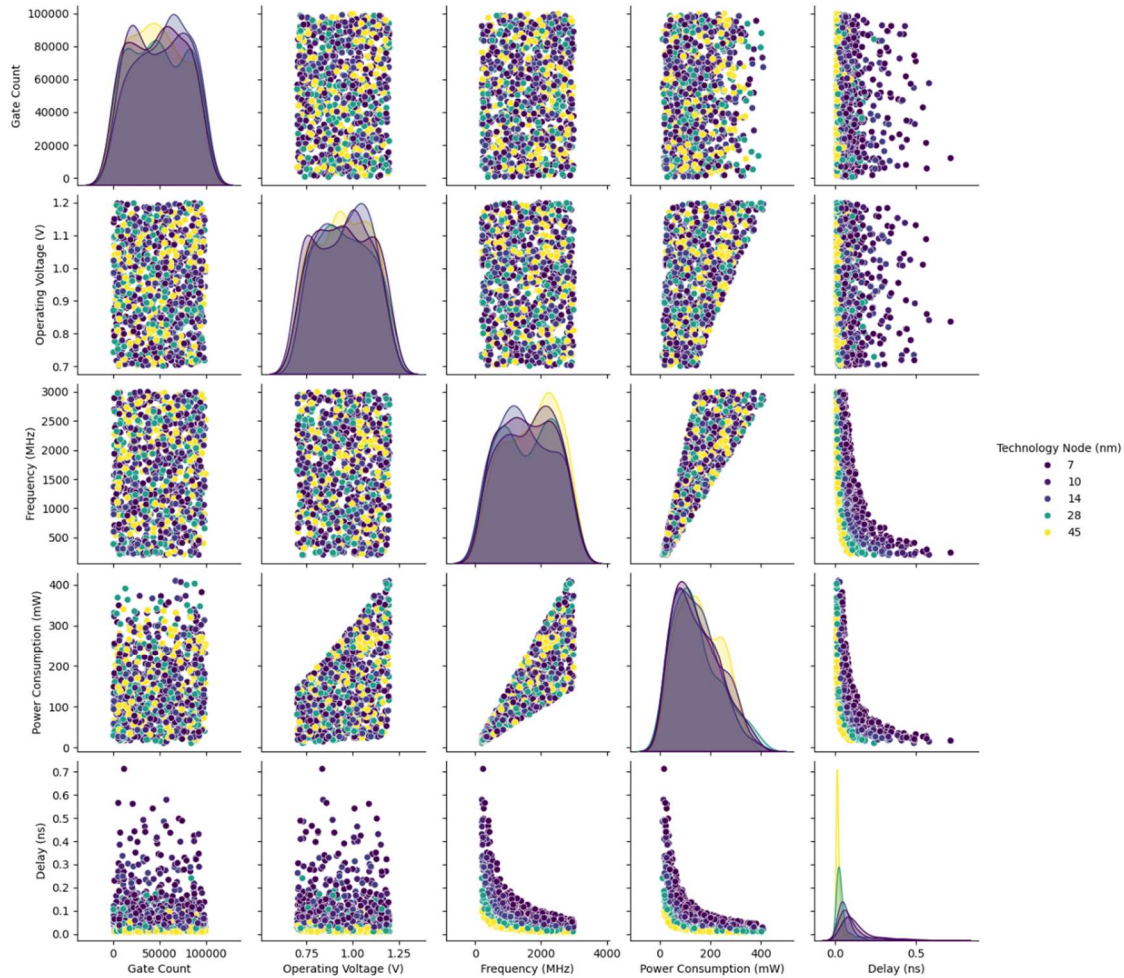 100000
80000
60000
40000
20000
0
Gate Count
1.2
1.1
1.0
0.9
0.8
0.7
Operating Voltage (V)
3000
2500
2000
1500
1000
500
Frequency (MHz)
Technology Node (nm)
7
10
14
28
45
400
300
200
100
0
Power Consumption (mW)
0.7
0.6
0.5
0.4
0.3
0.2
0.1
0.0
Delay (ns)
0 50000 100000
0.75 1.00 1.25
0 2000 4000
0 200 400
0.0 0.5
Gate Count
Operating Voltage (V)
Frequency (MHz)
Power Consumption (mW)
Delay (ns)